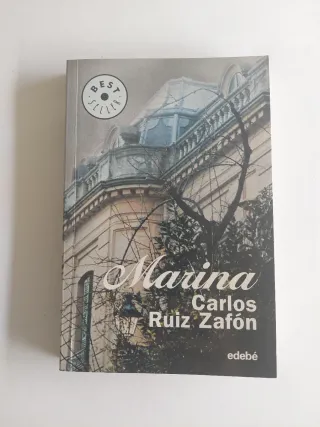 BEST
SELLER
Marina
Carlos
Ruiz Zafón
edebé